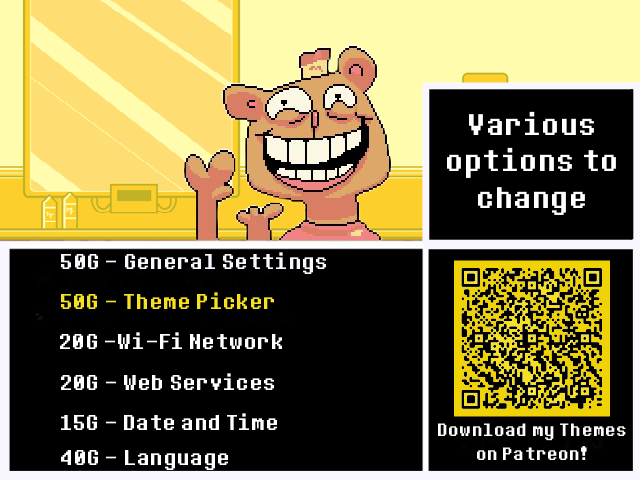 Various
options to
change
50G - General Settings
50G - Theme Picker
20G -Wi-Fi Network
20G - Web Services
15G - Date and Time
40G - Language
Download my Themes
on Patreon!